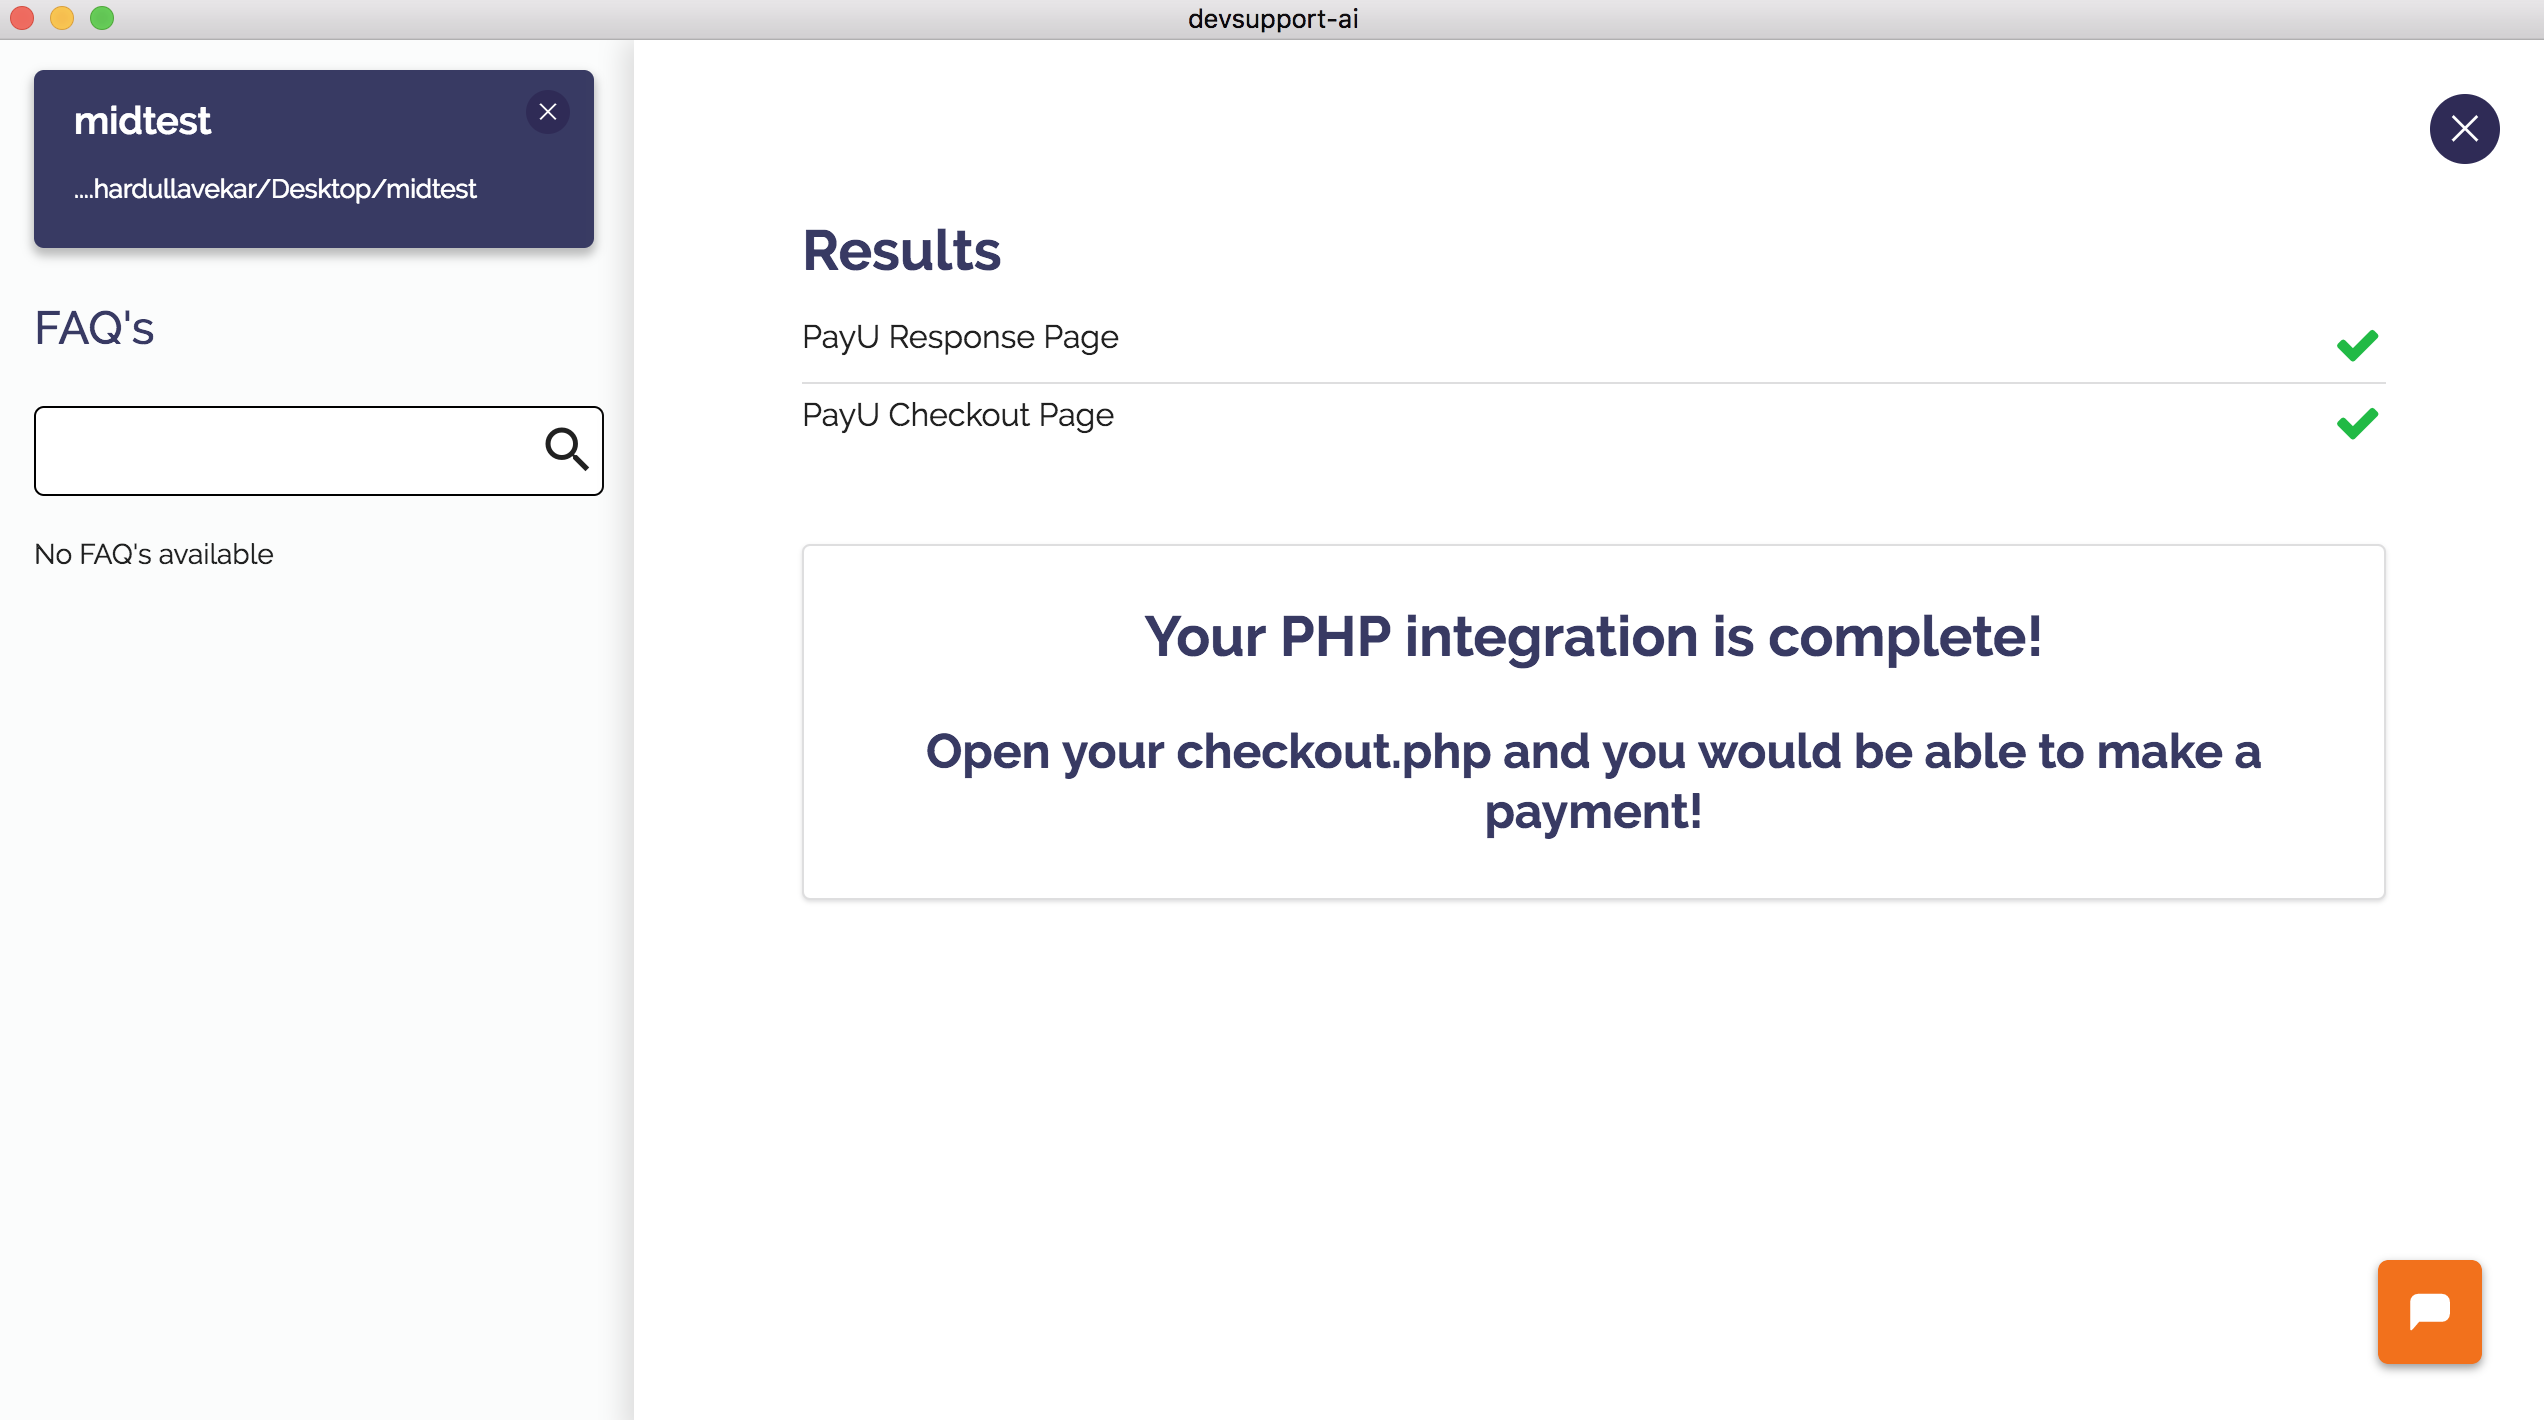 devsupport-ai
midtest
....hardullavekar/Desktop/midtest
FAQ's
No FAQ's available
Results
PayU Response Page
PayU Checkout Page
Your PHP integration is complete!
Open your checkout.php and you would be able to make a
payment!